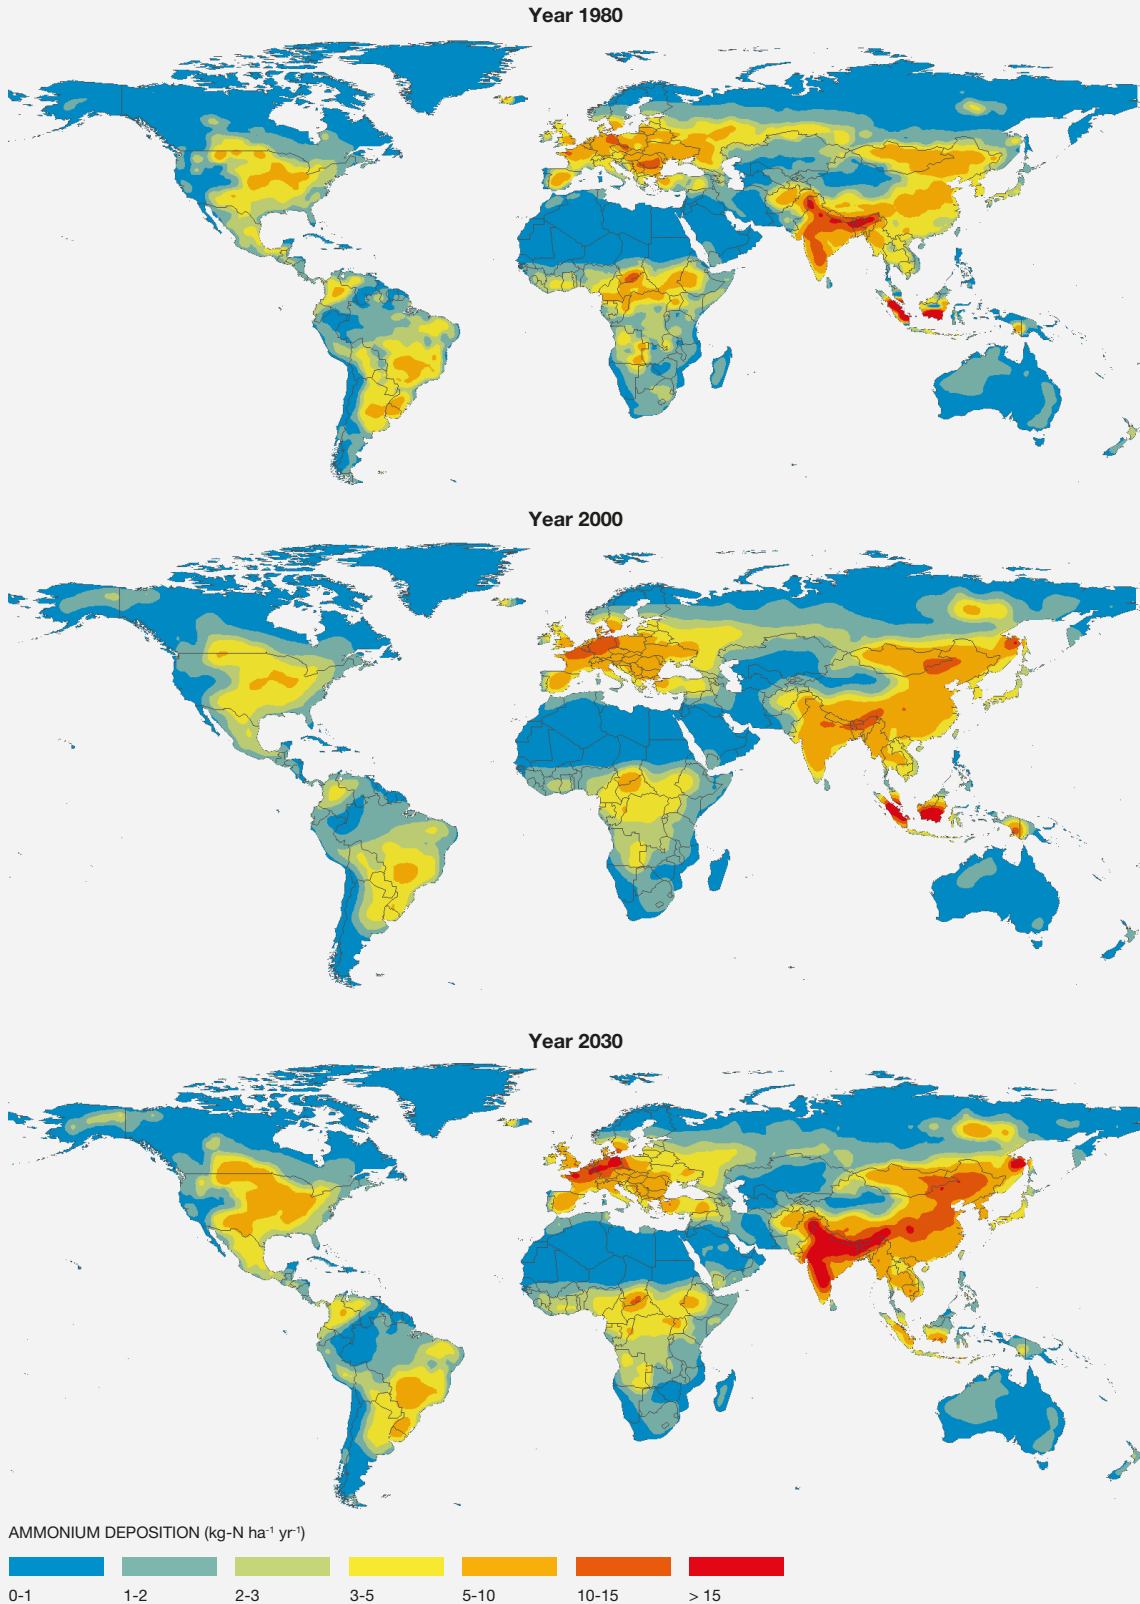 Year 1980
Year 2000
Year 2030
AMMONIUM DEPOSITION (kg-N ha⁻¹ yr⁻¹)
0-1 1-2 2-3 3-5 5-10 10-15 > 15